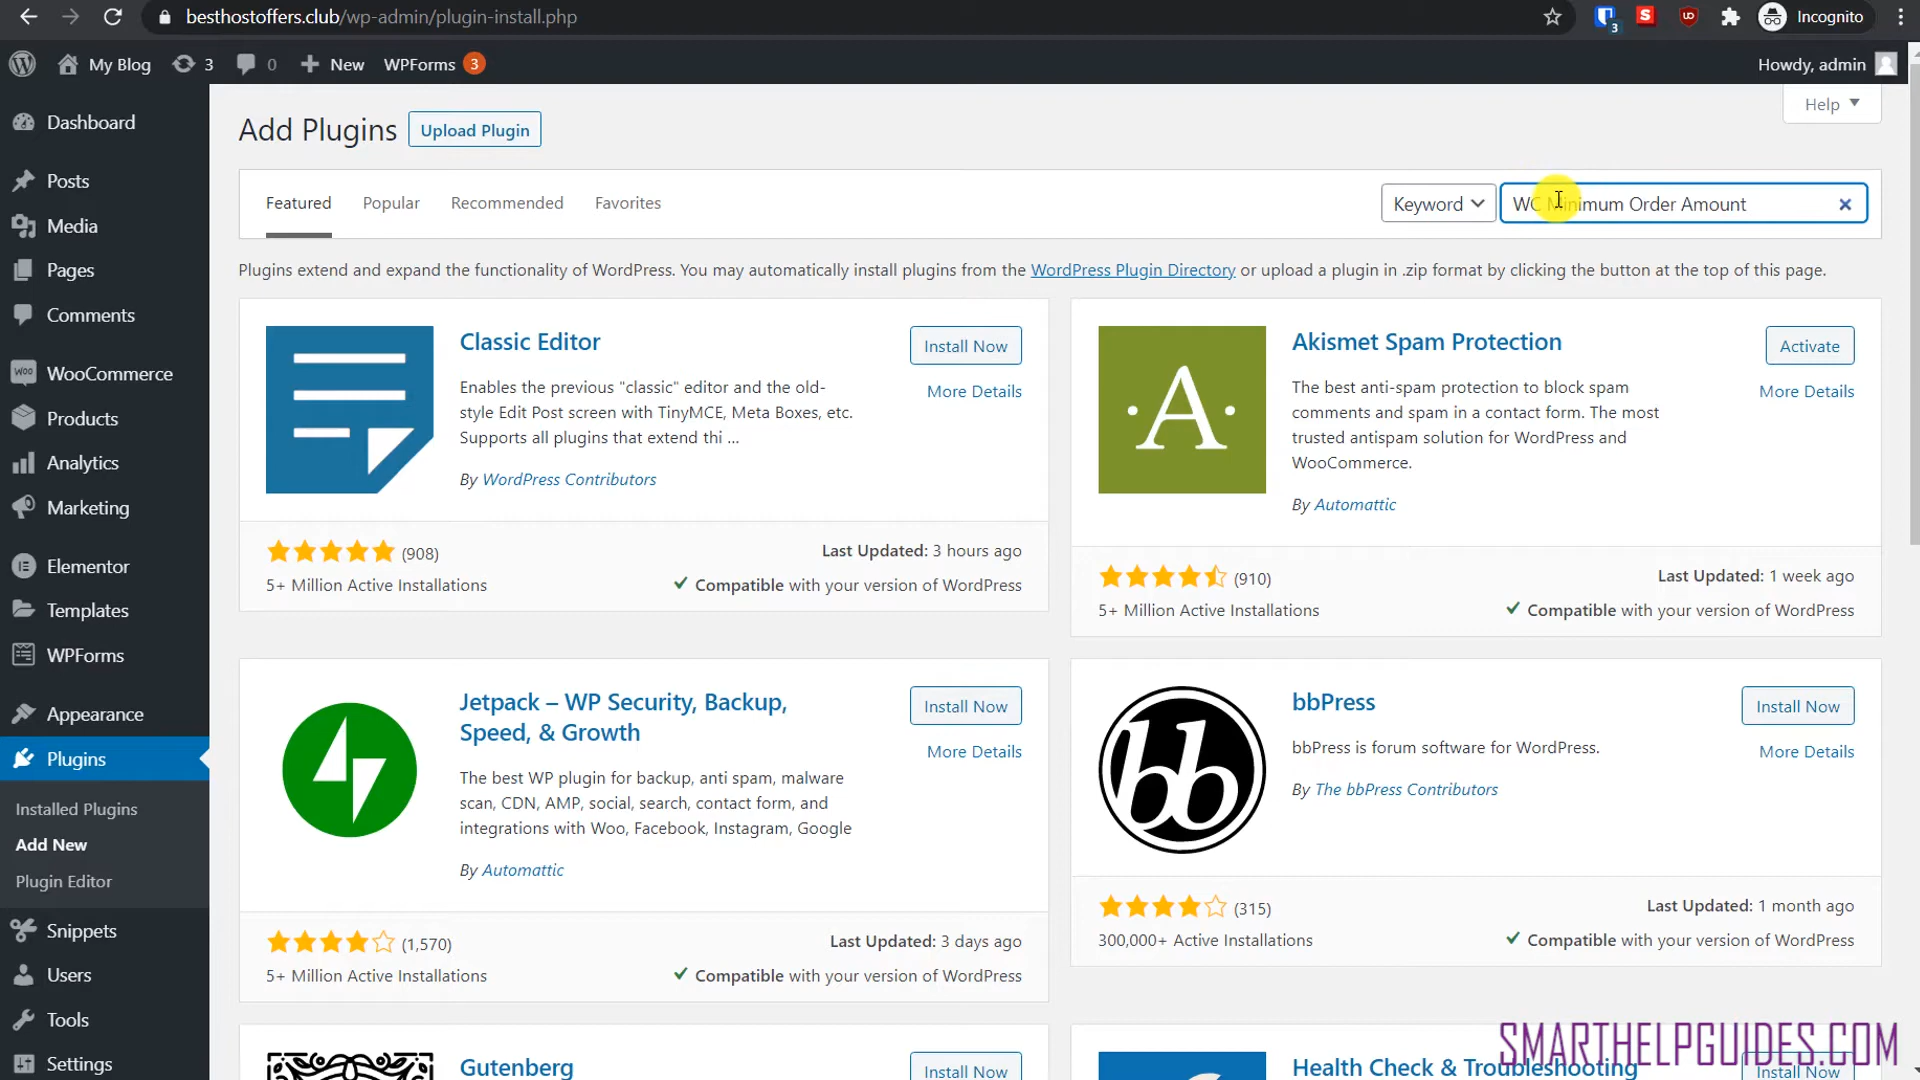 besthostoffers.club/wp-admin/plugin-install.php
3
S
UD
Incognito
My Blog
3
0
New
WPForms 3
Howdy, admin
Help
Dashboard
Posts
Media
Pages
Comments
Woo
WooCommerce
Products
Analytics
Marketing
Elementor
Templates
WPForms
Appearance
Plugins
Installed Plugins
Add New
Plugin Editor
Snippets
Users
Tools
Settings
Add Plugins
Upload Plugin
Featured
Popular
Recommended
Favorites
Keyword
WC Minimum Order Amount
Plugins extend and expand the functionality of WordPress. You may automatically install plugins from the WordPress Plugin Directory or upload a plugin in .zip format by clicking the button at the top of this page.
Classic Editor
Install Now
More Details
Enables the previous "classic" editor and the old-
style Edit Post screen with TinyMCE, Meta Boxes, etc.
Supports all plugins that extend thi ...
By WordPress Contributors
(908)
Last Updated: 3 hours ago
5+ Million Active Installations
Compatible with your version of WordPress
A
Akismet Spam Protection
Activate
More Details
The best anti-spam protection to block spam
comments and spam in a contact form. The most
trusted antispam solution for WordPress and
WooCommerce.
By Automattic
(910)
Last Updated: 1 week ago
5+ Million Active Installations
Compatible with your version of WordPress
Jetpack – WP Security, Backup,
Speed, & Growth
Install Now
More Details
The best WP plugin for backup, anti spam, malware
scan, CDN, AMP, social, search, contact form, and
integrations with Woo, Facebook, Instagram, Google
By Automattic
(1,570)
Last Updated: 3 days ago
5+ Million Active Installations
Compatible with your version of WordPress
bb
bbPress
Install Now
More Details
bbPress is forum software for WordPress.
By The bbPress Contributors
(315)
Last Updated: 1 month ago
300,000+ Active Installations
Compatible with your version of WordPress
Gutenberg
Install Now
Health Check & Troubleshooting
Install Now
SMARTHELPGUIDES.COM